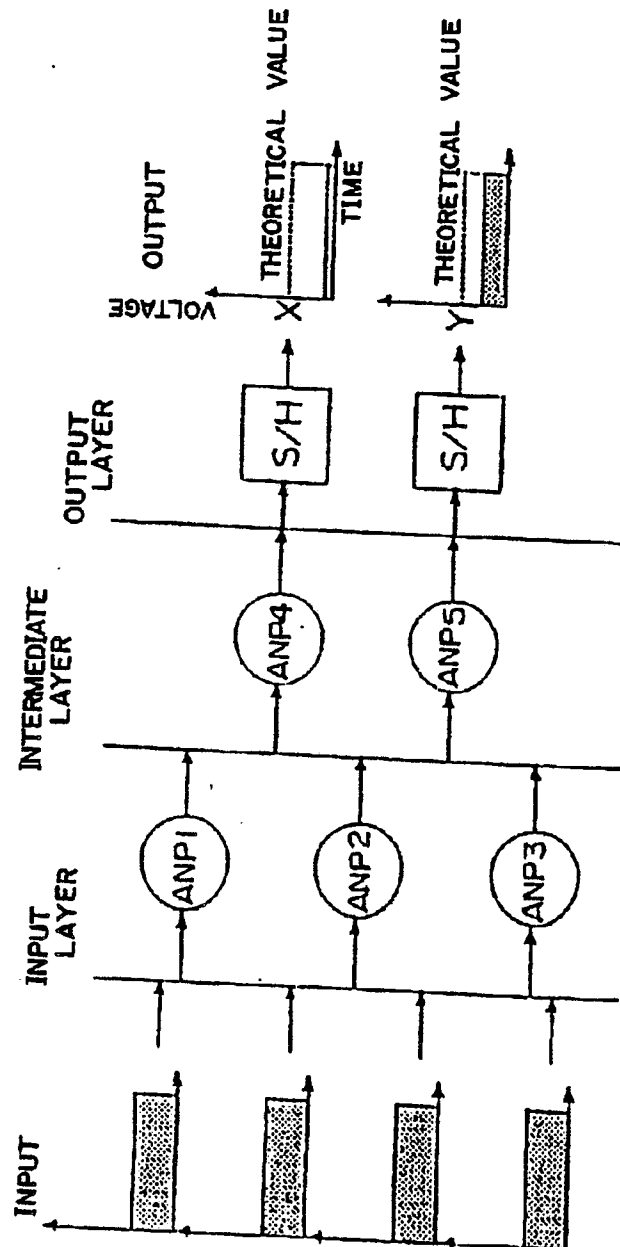 INPUT
INPUT
LAYER
INTERMEDIATE
LAYER
OUTPUT
LAYER
OUTPUT
ANP1
ANP2
ANP3
ANP4
ANP5
S/H
S/H
VOLTAGE
X
THEORETICAL VALUE
TIME
Y
THEORETICAL VALUE